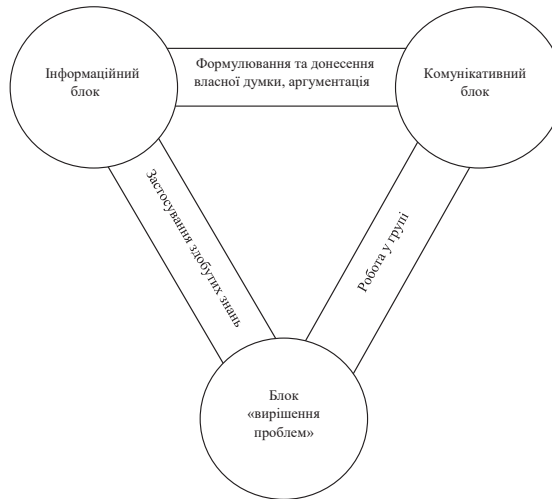 Інформаційний
блок
Формулювання та донесення
власної думки, аргументація
Комунікативний
блок
Застосування здобутих знань
Робота у групі
Блок
«вирішення
проблем»